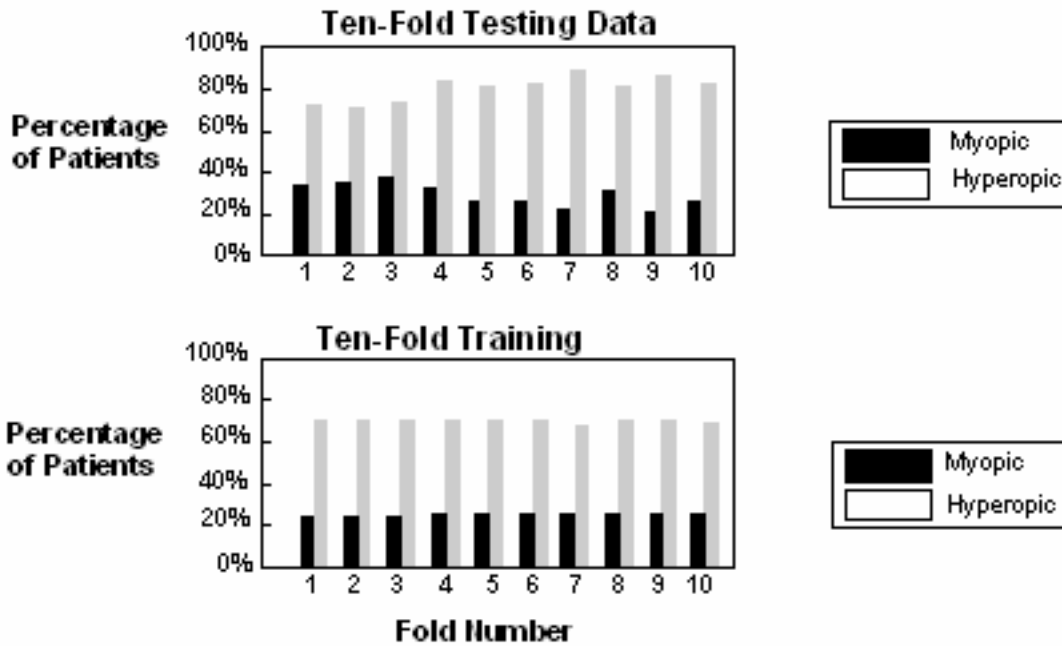 Ten-Fold Testing Data
100%
80%
60%
40%
20%
0%
Percentage
of Patients
1 2 3 4 5 6 7 8 9 10
Myopic
Hyperopic
Ten-Fold Training
100%
80%
60%
40%
20%
0%
Percentage
of Patients
1 2 3 4 5 6 7 8 9 10
Myopic
Hyperopic
Fold Number